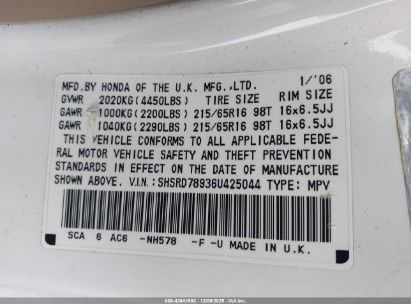 MFD.BY HONDA OF THE U.K. MFG.,LTD. 1/'06
GVWR 2020KG(4450LBS) TIRE SIZE RIM SIZE
GAWR 1000KG(2200LBS) 215/65R16 98T 16x6.5JJ
GAWR 1040KG(2290LBS) 215/65R16 98T 16x6.5JJ
THIS VEHICLE CONFORMS TO ALL APPLICABLE FEDE-
RAL MOTOR VEHICLE SAFETY AND THEFT PREVENTION
STANDARDS IN EFFECT ON THE DATE OF MANUFACTURE
SHOWN ABOVE. V.I.N.: SHSRD78936U425044 TYPE: MPV
SCA 6 AC6 -NH578 -F -U MADE IN U.K.